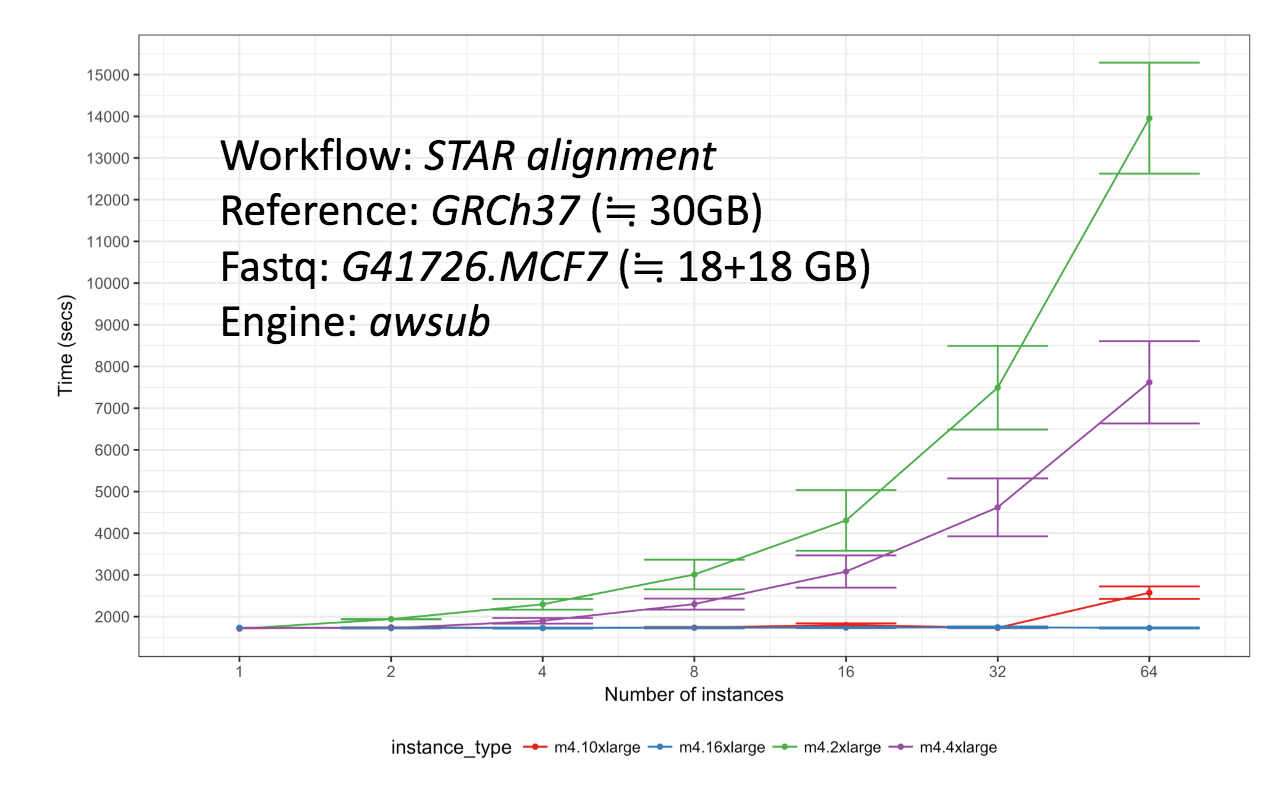 15000
14000
13000
12000
11000
10000
9000
8000
7000
6000
5000
4000
3000
2000
Time (secs)
Workflow: STAR alignment
Reference: GRCh37 (≒ 30GB)
Fastq: G41726.MCF7 (≒ 18+18 GB)
Engine: awsub
1 2 4 8 16 32 64
Number of instances
instance_type m4.10xlarge m4.16xlarge m4.2xlarge m4.4xlarge